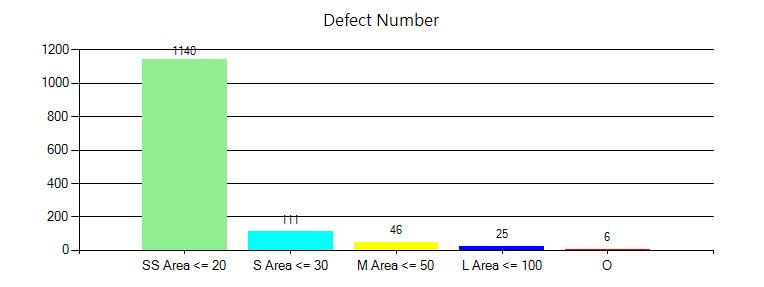 Defect Number
1200
1000
800
600
400
200
0
1140
111
46
25
6
SS Area <= 20
S Area <= 30
M Area <= 50
L Area <= 100
O